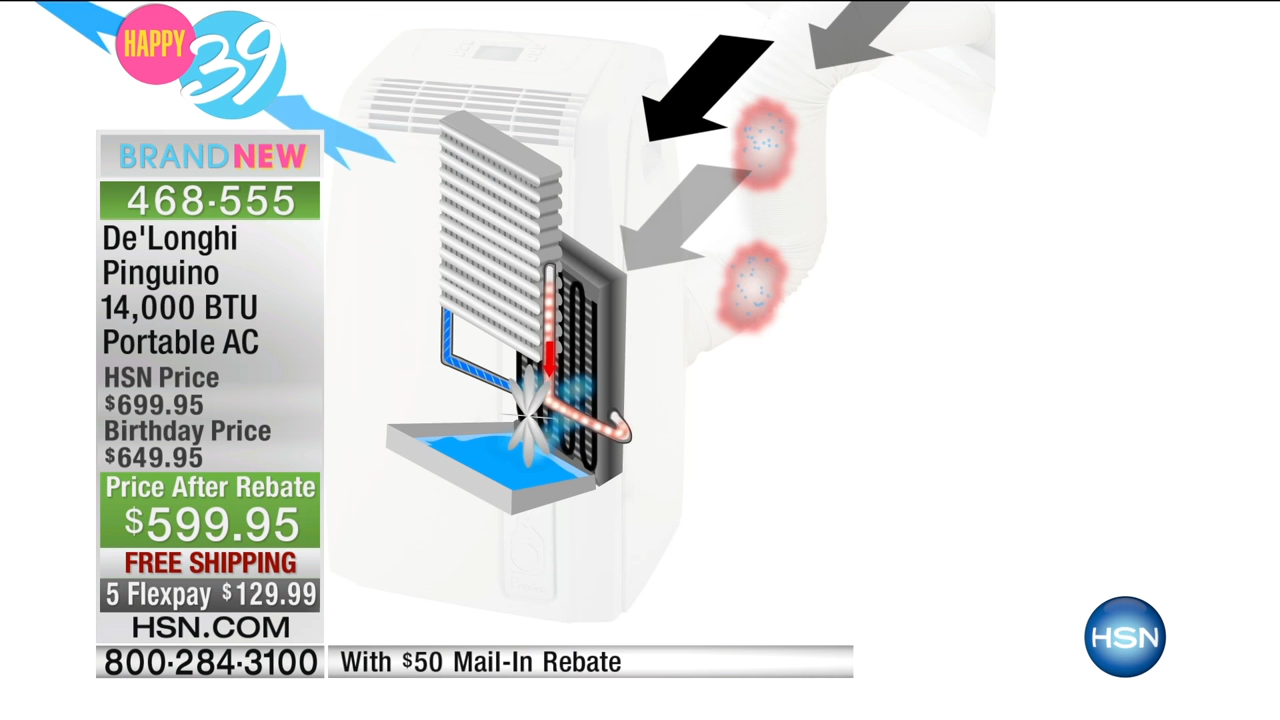 HAPPY
39
BRAND NEW
468·555
De'Longhi
Pinguino
14,000 BTU
Portable AC
HSN Price
$699.95
Birthday Price
$649.95
Price After Rebate
$599.95
FREE SHIPPING
5 Flexpay $129.99
HSN.COM
800·284·3100
With $50 Mail-In Rebate
HSN